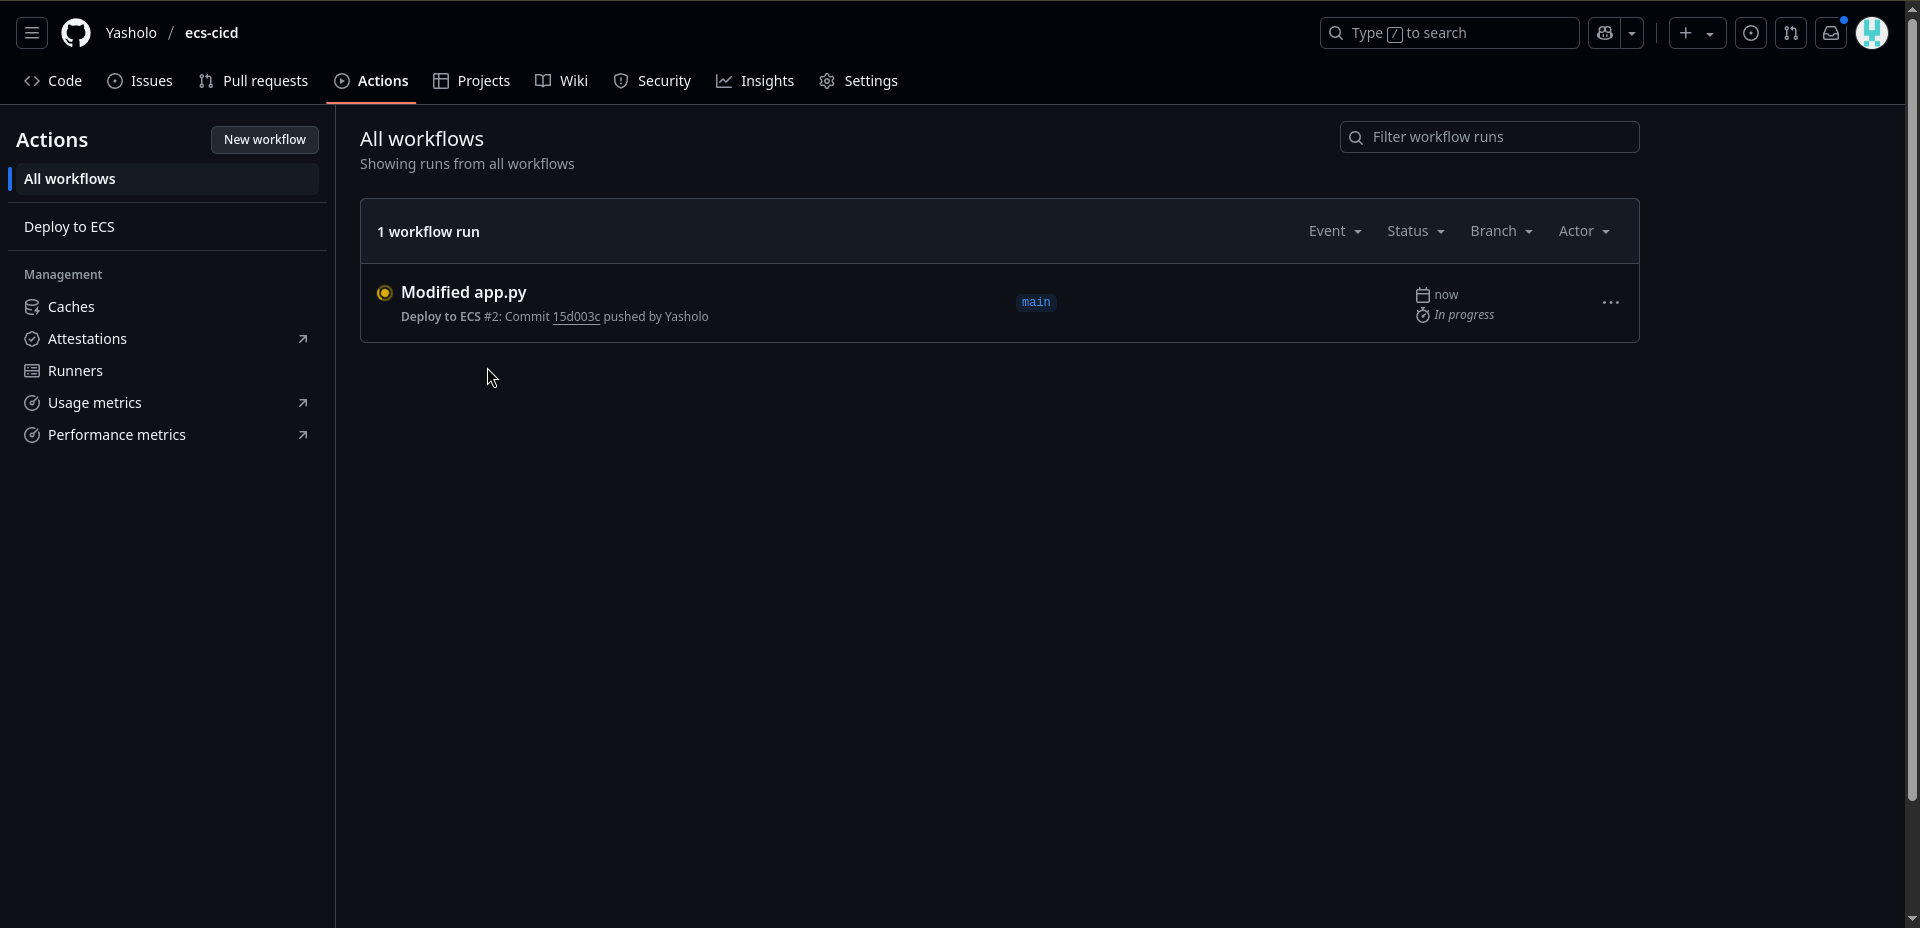 Yasholo / ecs-cicd
Type / to search
Code Issues Pull requests Actions Projects Wiki Security Insights Settings
Actions
New workflow
All workflows
Deploy to ECS
Management
Caches
Attestations
Runners
Usage metrics
Performance metrics
All workflows
Showing runs from all workflows
Filter workflow runs
1 workflow run
Event Status Branch Actor
Modified app.py
Deploy to ECS #2: Commit 15d003c pushed by Yasholo
main
now
In progress